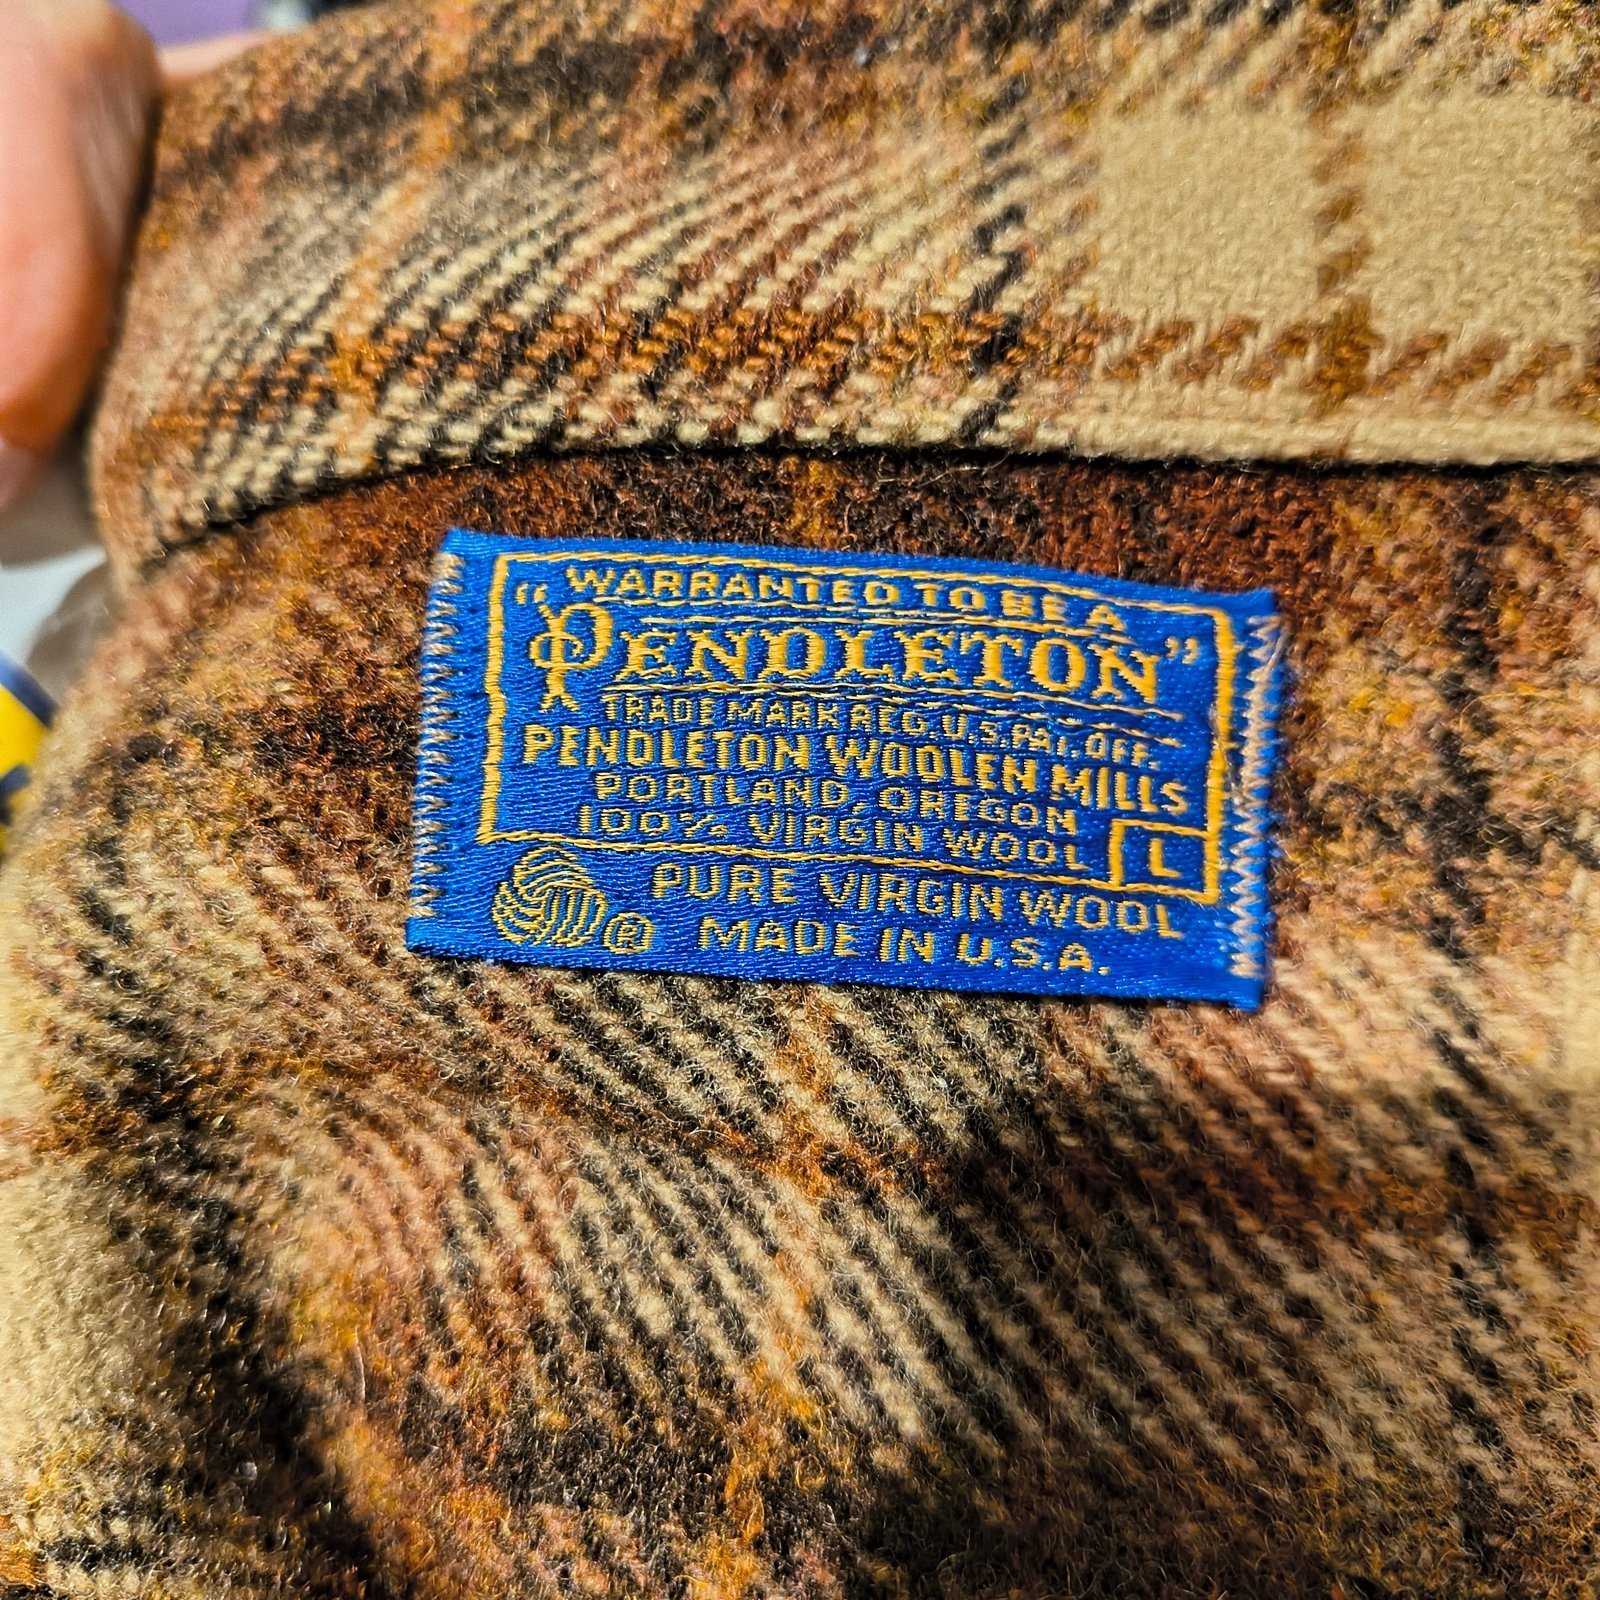 WARRANTED TO BE A
"PENDLETON"
TRADE MARK REG. U.S. PAT. OFF.
PENDLETON WOOLEN MILLS
PORTLAND, OREGON
100% VIRGIN WOOL
L
PURE VIRGIN WOOL
® MADE IN U.S.A.